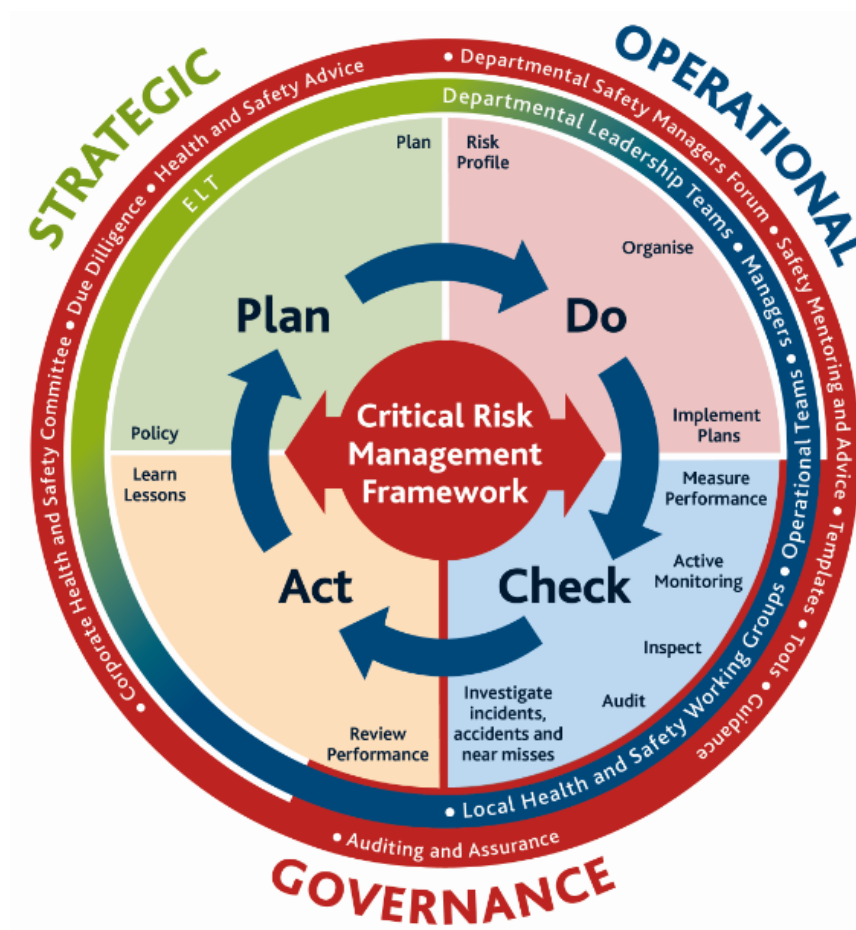 STRATEGIC
OPERATIONAL
GOVERNANCE
• Corporate Health and Safety Committee • Due Dilligence • Health and Safety Advice
• Departmental Safety Managers Forum • Safety Mentoring and Advice • Templates • Tools • Guidance
• Auditing and Assurance
ELT
Departmental Leadership Teams • Managers • Operational Teams
• Local Health and Safety Working Groups •
Plan
Policy
Plan
Risk
Profile
Organise
Implement
Plans
Do
Critical Risk
Management
Framework
Measure
Performance
Active
Monitoring
Inspect
Audit
Investigate
incidents,
accidents and
near misses
Check
Review
Performance
Learn
Lessons
Act